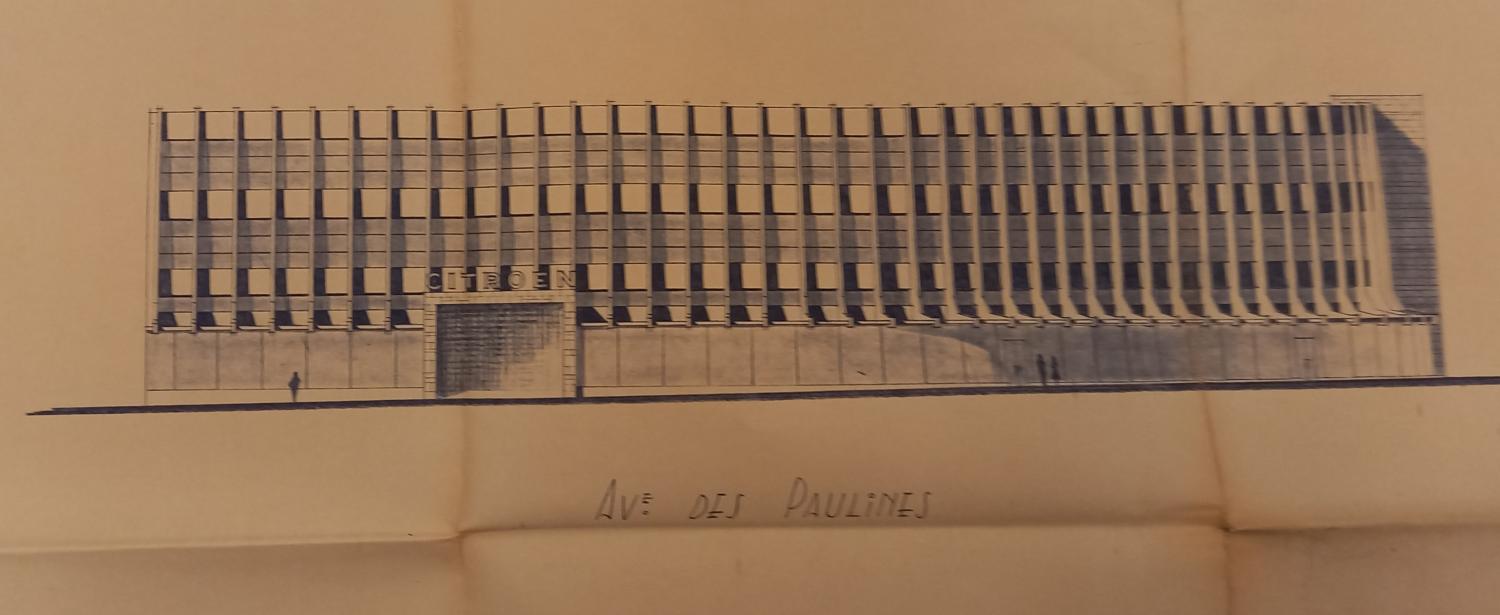 CITROEN
AVE DES PAULINES